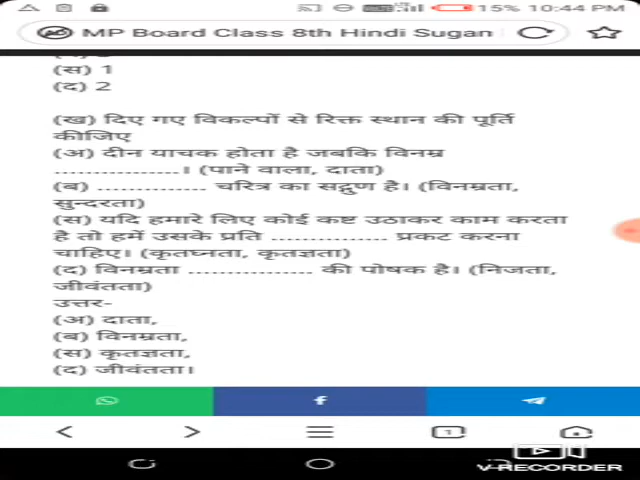 15% 10:44 PM
MP Board Class 8th Hindi Sugan
(स) 1
(द) 2
(ख) दिए गए विकल्पों से रिक्त स्थान की पूर्ति
कीजिए
(अ) दीन याचक होता है जबकि विनम्र
................। (पाने वाला, दाता)
(ब) .............. चरित्र का सद्गुण है। (विनम्रता,
सुन्दरता)
(स) यदि हमारे लिए कोई कष्ट उठाकर काम करता
है तो हमें उसके प्रति ............... प्रकट करना
चाहिए। (कृतघ्नता, कृतज्ञता)
(द) विनम्रता ................ की पोषक है। (निजता,
जीवंतता)
उत्तर-
(अ) दाता,
(ब) विनम्रता,
(स) कृतज्ञता,
(द) जीवंतता।
1
V RECORDER